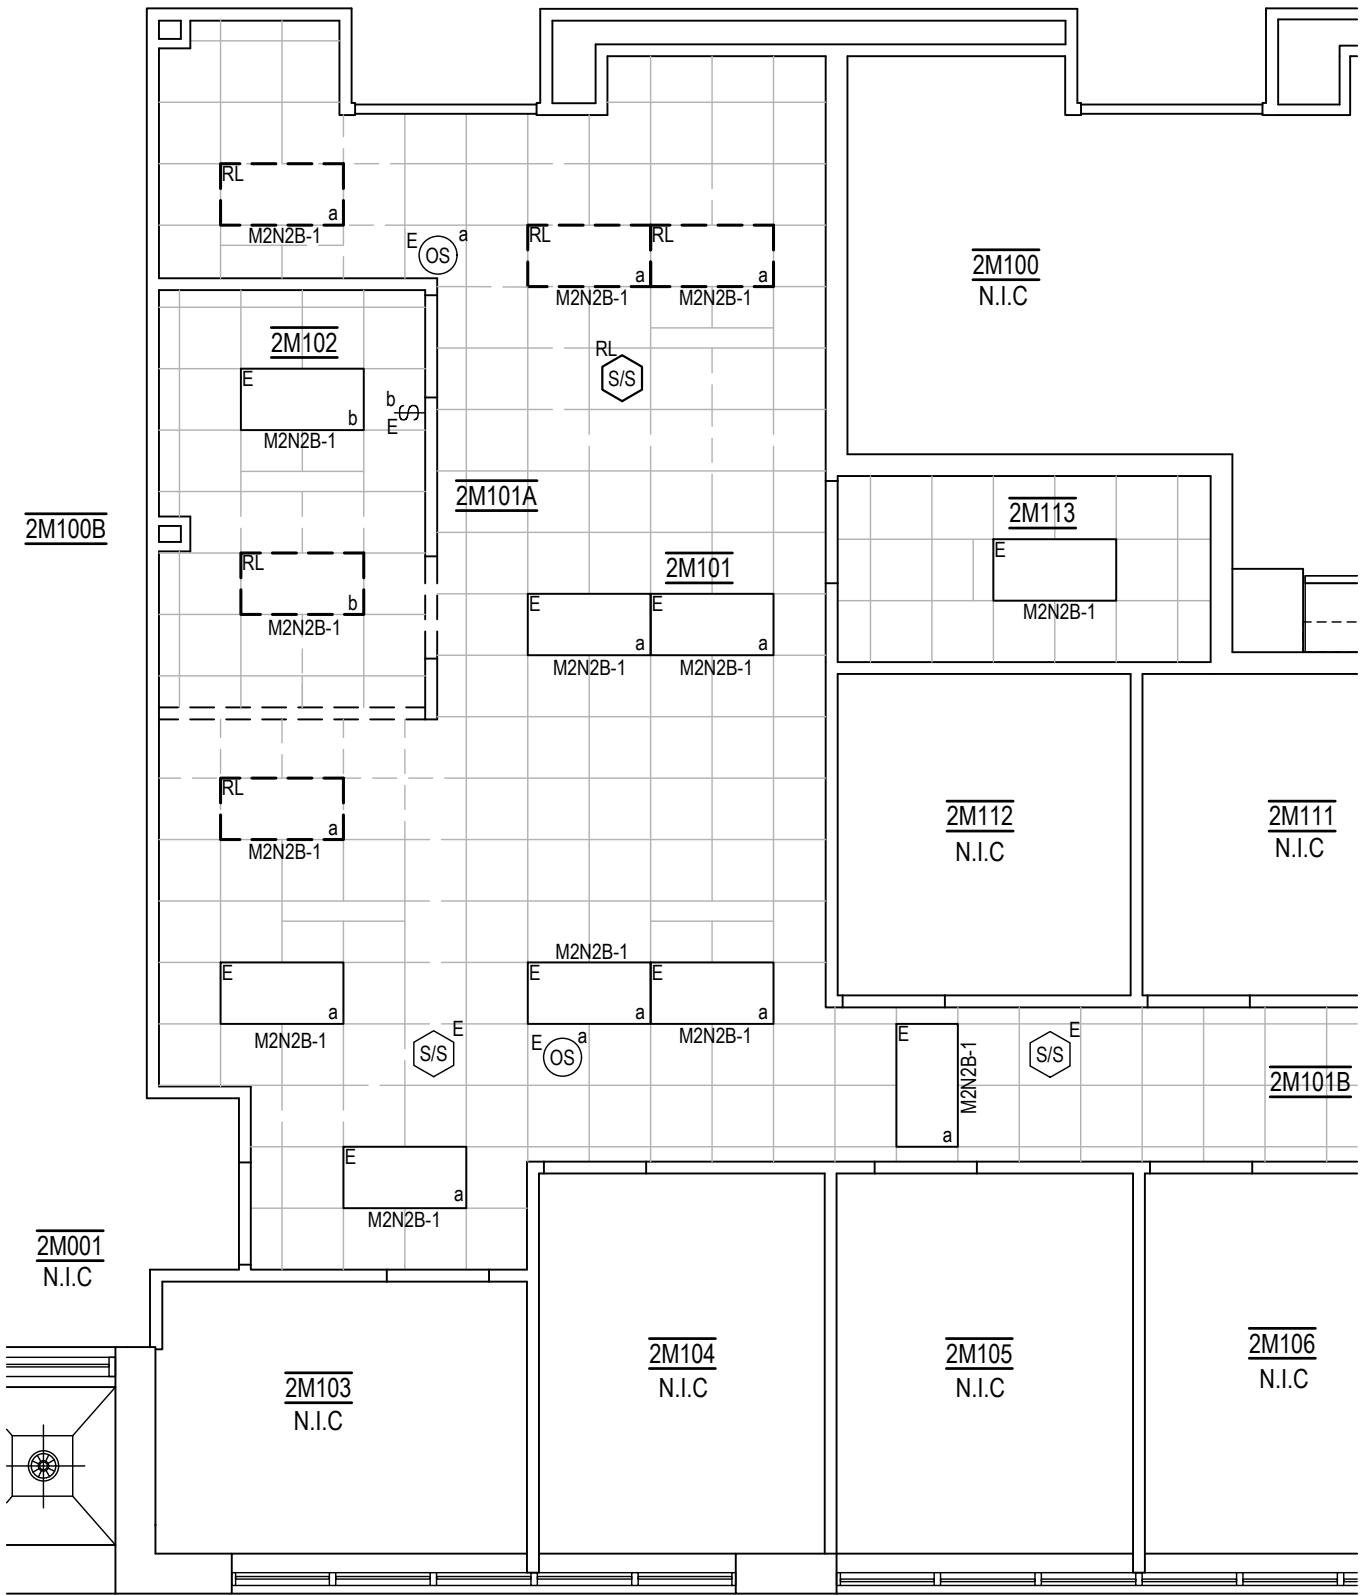 RL
a
M2N2B-1
E
a
OS
RL
a
M2N2B-1
RL
a
M2N2B-1
2M100
N.I.C
2M102
E
b
M2N2B-1
b
S
E
RL
S/S
2M101A
2M113
E
M2N2B-1
2M100B
RL
b
M2N2B-1
2M101
E
a
M2N2B-1
E
a
M2N2B-1
RL
a
M2N2B-1
2M112
N.I.C
2M111
N.I.C
E
a
M2N2B-1
M2N2B-1
E
a
E
a
M2N2B-1
S/S
E
E
OS
a
E
a
M2N2B-1
S/S
E
2M101B
E
a
M2N2B-1
2M001
N.I.C
2M103
N.I.C
2M104
N.I.C
2M105
N.I.C
2M106
N.I.C